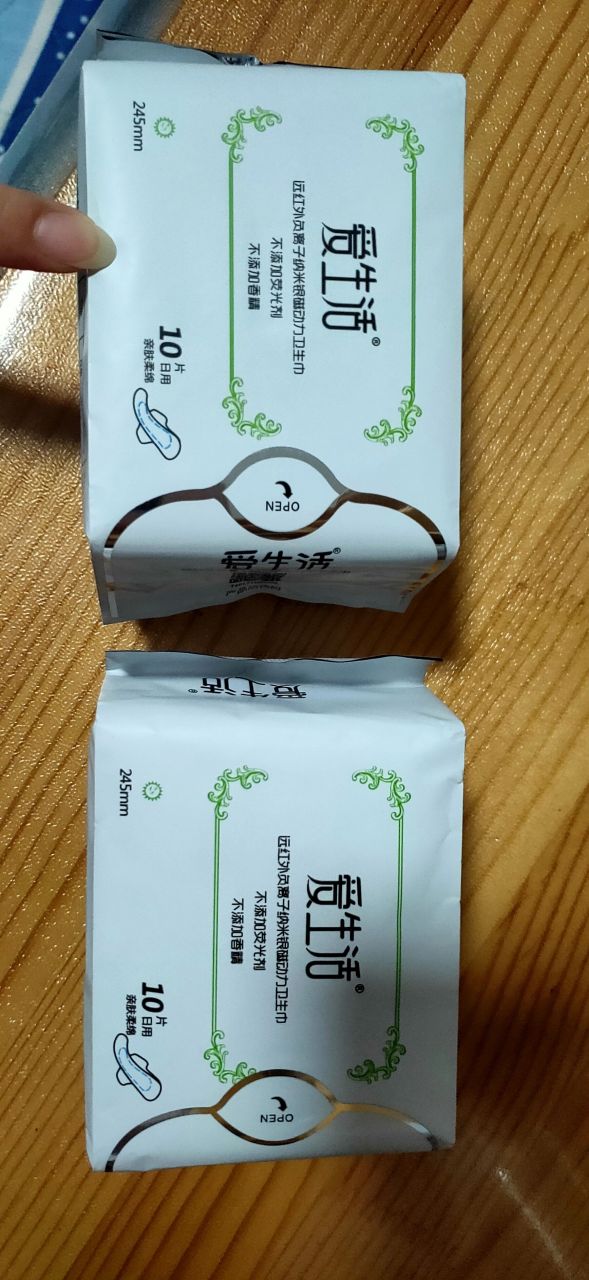 爱生活®
远红外负离子纳米银磁动力卫生巾
不添加荧光剂
不添加香精
245mm
10片
日用
亲肤柔绵
OPEN
爱生活®
爱生活®
远红外负离子纳米银磁动力卫生巾
不添加荧光剂
不添加香精
245mm
10片
日用
亲肤柔绵
OPEN